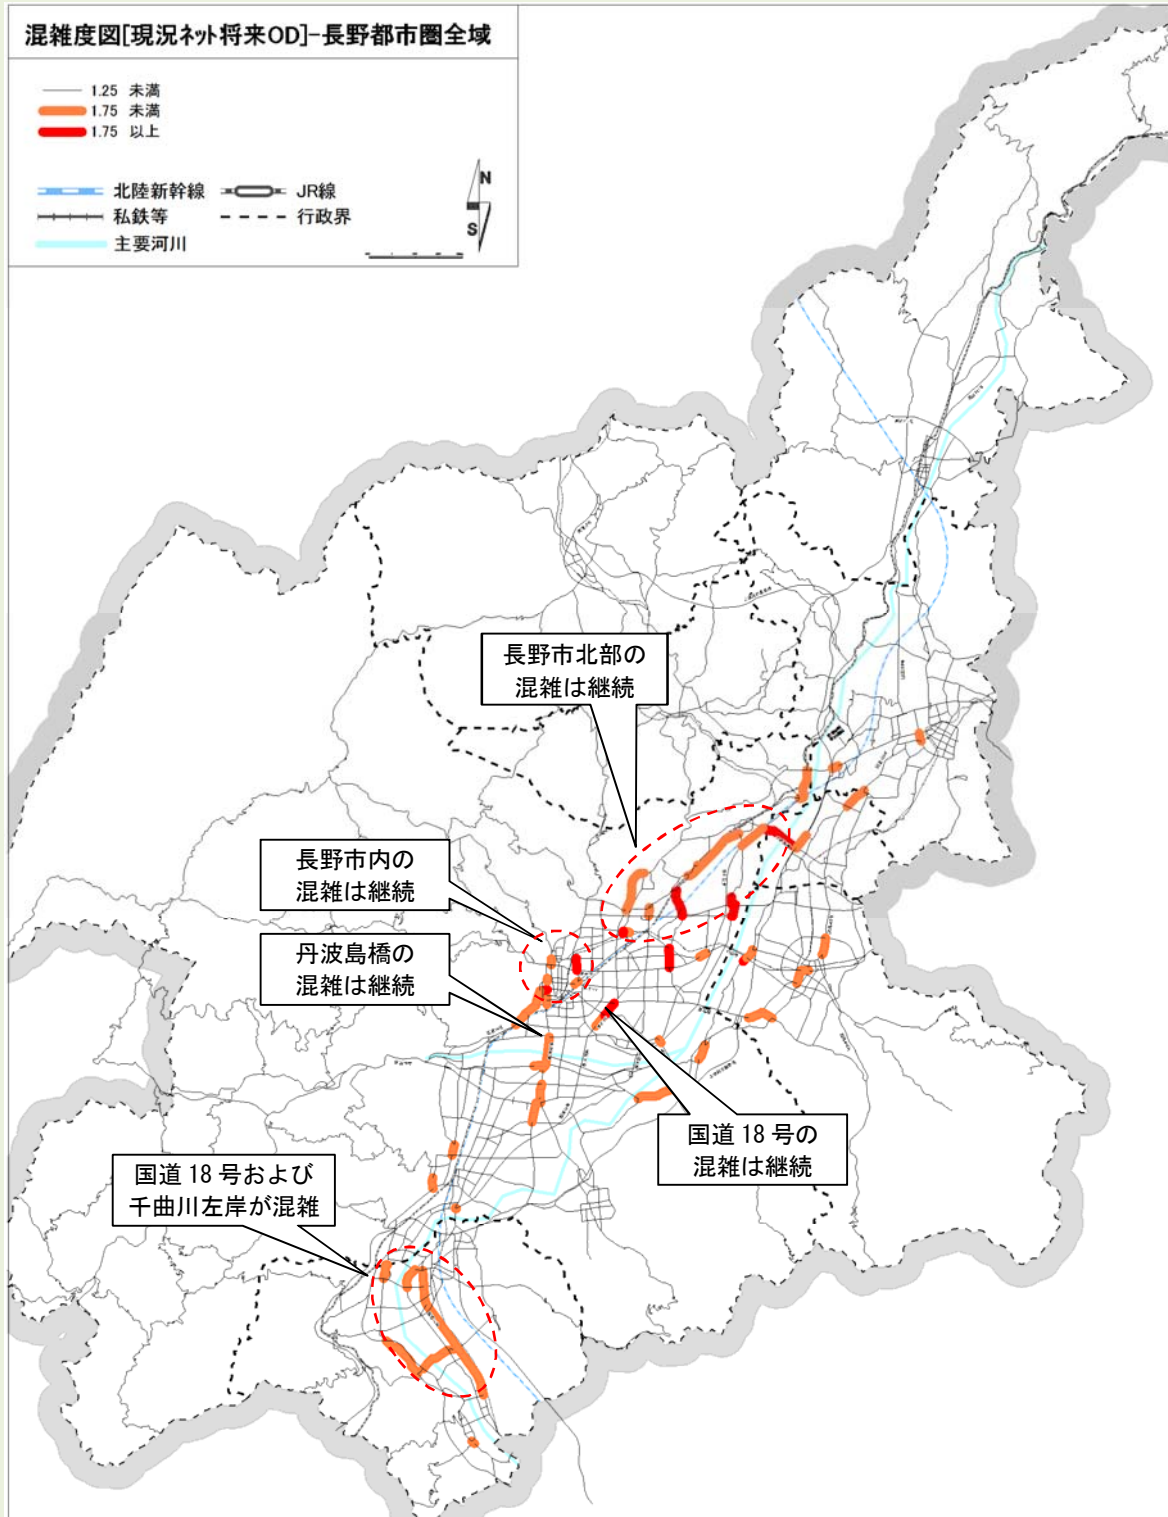 混雑度図[現況ネット将来OD]-長野都市圏全域
1.25 未満
1.75 未満
1.75 以上
北陸新幹線 JR線
私鉄等 行政界
主要河川
N
S
長野市北部の
混雑は継続
長野市内の
混雑は継続
丹波島橋の
混雑は継続
国道 18 号の
混雑は継続
国道 18 号および
千曲川左岸が混雑